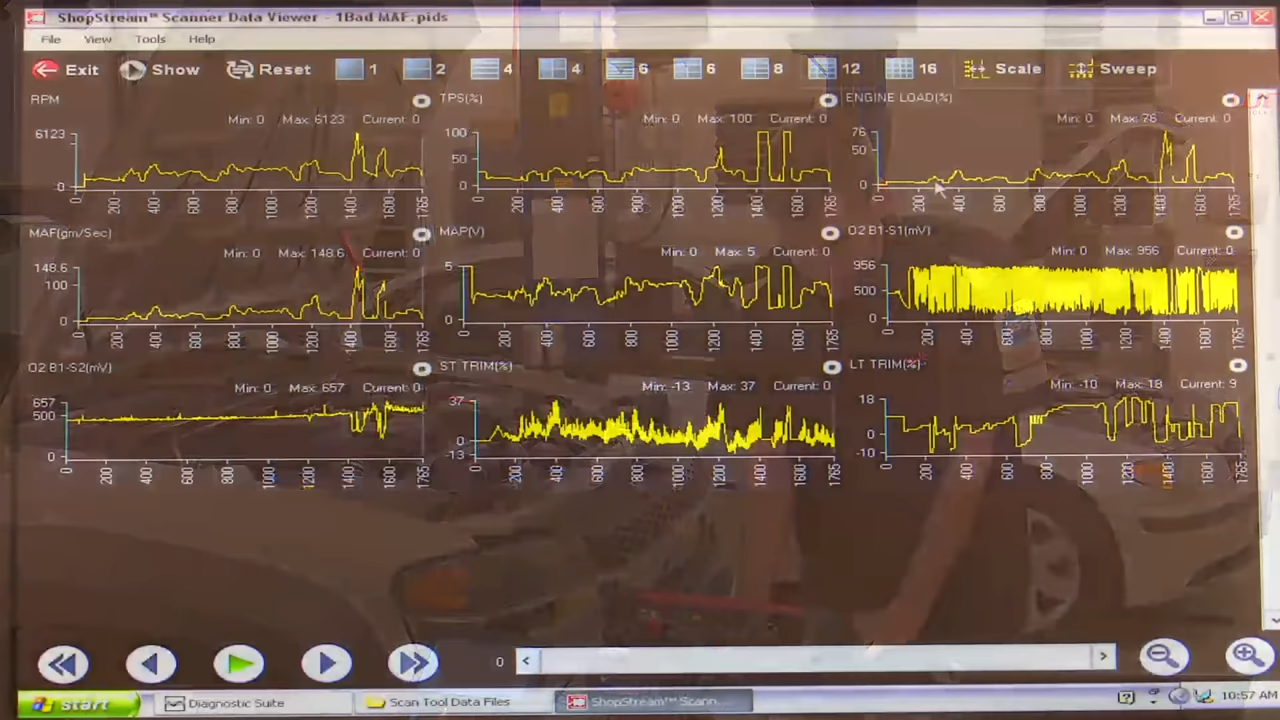 ShopStream™ Scanner Data Viewer - 1Bad MAF.pids
File View Tools Help
Exit Show Reset 1 2 4 4 6 6 8 12 16 Scale Sweep
RPM
Min: 0 Max: 6123 Current: 0
6123
0
0 200 400 600 800 1000 1200 1400 1600 1765
TPS(%)
Min: 0 Max: 100 Current: 0
100
50
0
0 200 400 600 800 1000 1200 1400 1600 1765
ENGINE LOAD(%)
Min: 0 Max: 76 Current: 0
76
50
0
0 200 400 600 800 1000 1200 1400 1600 1765
MAF(gm/Sec)
Min: 0 Max: 148.6 Current: 0
148.6
100
0
0 200 400 600 800 1000 1200 1400 1600 1765
MAP(V)
Min: 0 Max: 5 Current: 0
5
0
0 200 400 600 800 1000 1200 1400 1600 1765
O2 B1-S1(mV)
Min: 0 Max: 956 Current: 0
956
500
0
0 200 400 600 800 1000 1200 1400 1600 1765
O2 B1-S2(mV)
Min: 0 Max: 657 Current: 0
657
500
0
0 200 400 600 800 1000 1200 1400 1600 1765
ST TRIM(%)
Min: -13 Max: 37 Current: 0
37
0
-13
0 200 400 600 800 1000 1200 1400 1600 1765
LT TRIM(%)
Min: -10 Max: 18 Current: 9
18
0
-10
0 200 400 600 800 1000 1200 1400 1600 1765
0
start Diagnostic Suite Scan Tool Data Files ShopStream™ Scann... 10:57 AM